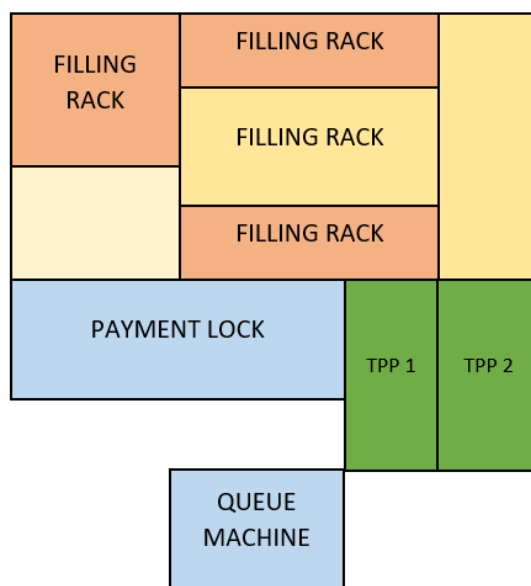 FILLING
RACK
FILLING RACK
FILLING RACK
FILLING RACK
PAYMENT LOCK
TPP 1
TPP 2
QUEUE
MACHINE